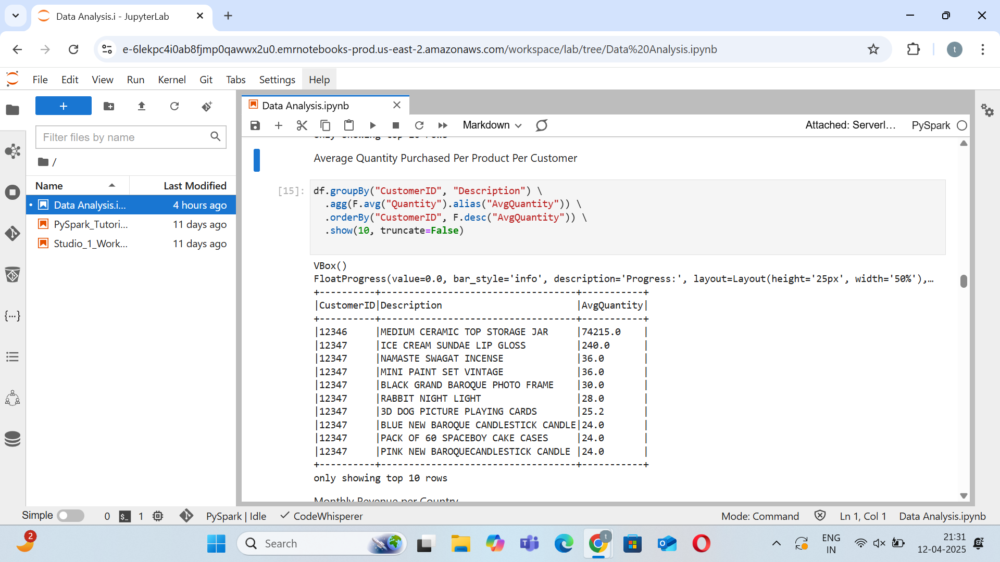 Data Analysis.i - JupyterLab
e-6lekpc4i0ab8fjmp0qawwx2u0.emrnotebooks-prod.us-east-2.amazonaws.com/workspace/lab/tree/Data%20Analysis.ipynb
t
File Edit View Run Kernel Git Tabs Settings Help
Filter files by name
/
Name Last Modified
Data Analysis.i... 4 hours ago
PySpark_Tutori... 11 days ago
Studio_1_Work... 11 days ago
Data Analysis.ipynb
Markdown
Attached: Serverl... PySpark
only showing top 10 rows
Average Quantity Purchased Per Product Per Customer
[15]: df.groupBy("CustomerID", "Description") \
.agg(F.avg("Quantity").alias("AvgQuantity")) \
.orderBy("CustomerID", F.desc("AvgQuantity")) \
.show(10, truncate=False)
VBox()
FloatProgress(value=0.0, bar_style='info', description='Progress:', layout=Layout(height='25px', width='50%'),…
+----------+-----------------------------------+-----------+
|CustomerID|Description                        |AvgQuantity|
+----------+-----------------------------------+-----------+
|12346     |MEDIUM CERAMIC TOP STORAGE JAR     |74215.0    |
|12347     |ICE CREAM SUNDAE LIP GLOSS         |240.0      |
|12347     |NAMASTE SWAGAT INCENSE             |36.0       |
|12347     |MINI PAINT SET VINTAGE             |36.0       |
|12347     |BLACK GRAND BAROQUE PHOTO FRAME    |30.0       |
|12347     |RABBIT NIGHT LIGHT                 |28.0       |
|12347     |3D DOG PICTURE PLAYING CARDS       |25.2       |
|12347     |BLUE NEW BAROQUE CANDLESTICK CANDLE|24.0       |
|12347     |PACK OF 60 SPACEBOY CAKE CASES     |24.0       |
|12347     |PINK NEW BAROQUECANDLESTICK CANDLE |24.0       |
+----------+-----------------------------------+-----------+
only showing top 10 rows
Monthly Revenue per Country
Simple 0 $_ 1 PySpark | Idle CodeWhisperer
Mode: Command Ln 1, Col 1 Data Analysis.ipynb
2
Search
t
ENG
IN
21:31
12-04-2025